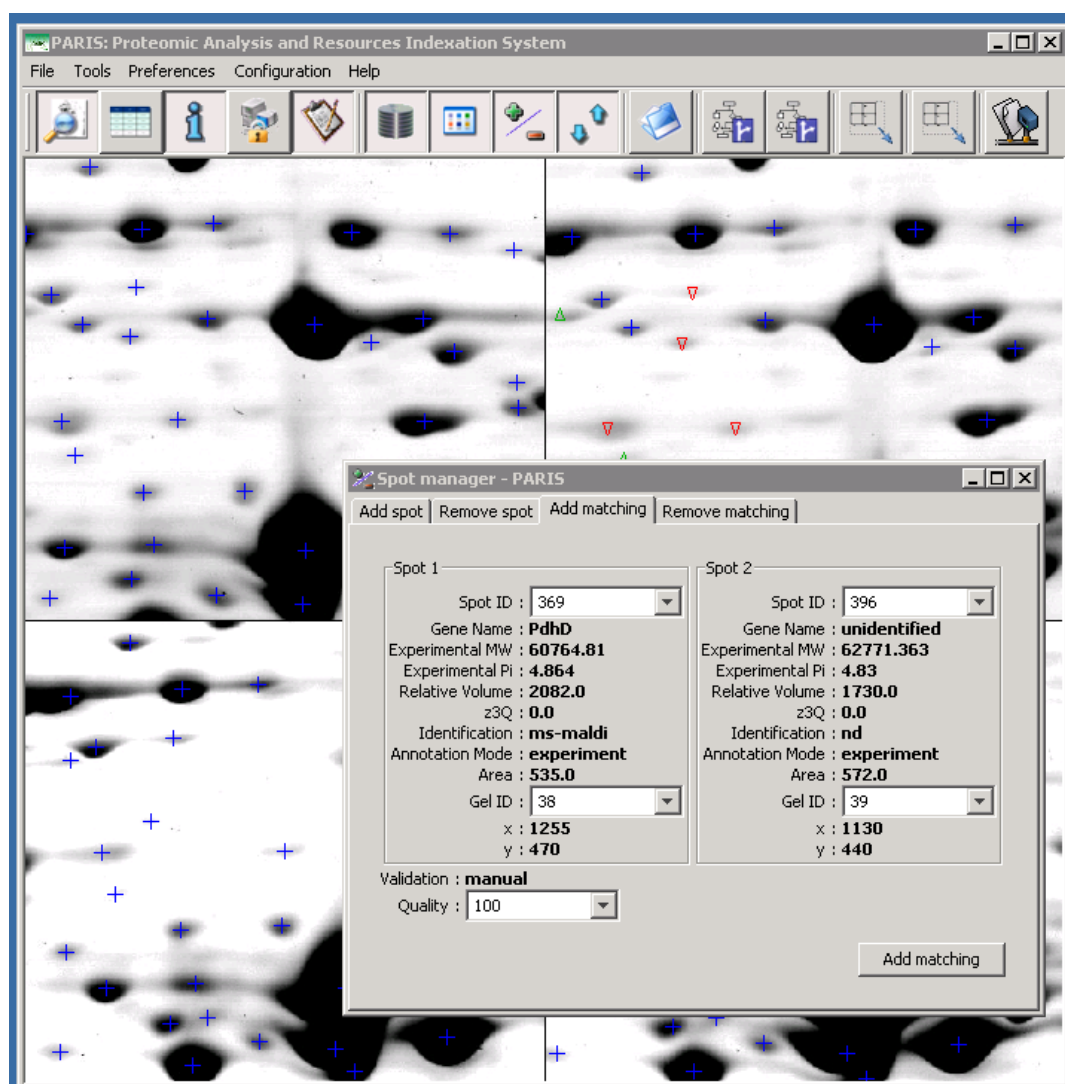 PARIS: Proteomic Analysis and Resources Indexation System
File Tools Preferences Configuration Help
Spot manager - PARIS
Add spot Remove spot Add matching Remove matching
Spot 1 Spot 2
Spot ID : 369 Spot ID : 396
Gene Name : PdhD Gene Name : unidentified
Experimental MW : 60764.81 Experimental MW : 62771.363
Experimental Pi : 4.864 Experimental Pi : 4.83
Relative Volume : 2082.0 Relative Volume : 1730.0
z3Q : 0.0 z3Q : 0.0
Identification : ms-maldi Identification : nd
Annotation Mode : experiment Annotation Mode : experiment
Area : 535.0 Area : 572.0
Gel ID : 38 Gel ID : 39
x : 1255 x : 1130
y : 470 y : 440
Validation : manual
Quality : 100
Add matching